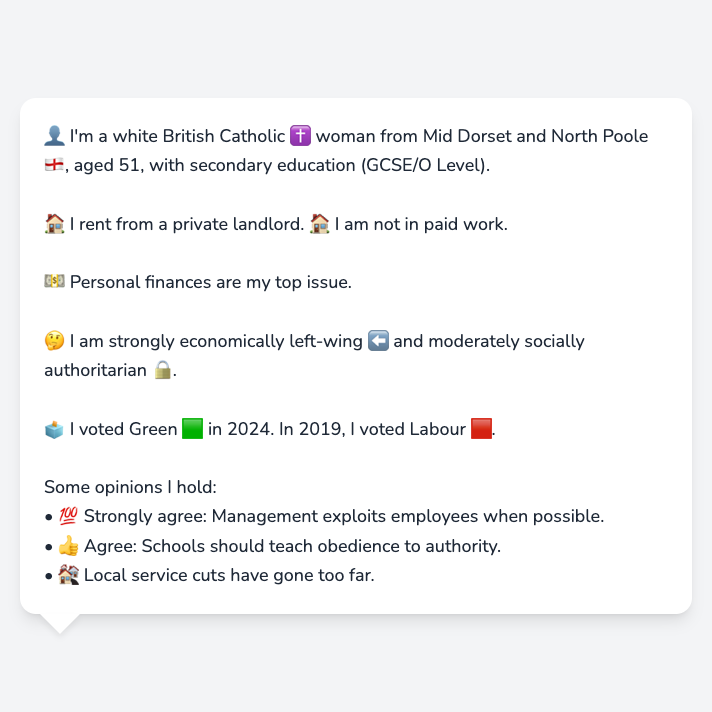 👤 I'm a white British Catholic ✝️ woman from Mid Dorset and North Poole
🏴󠁧󠁢󠁥󠁮󠁧󠁿, aged 51, with secondary education (GCSE/O Level).
🏠 I rent from a private landlord. 🏠 I am not in paid work.
💵 Personal finances are my top issue.
🤔 I am strongly economically left-wing ⬅️ and moderately socially
authoritarian 🔒.
🗳️ I voted Green 🟩 in 2024. In 2019, I voted Labour 🟥.
Some opinions I hold:
• 💯 Strongly agree: Management exploits employees when possible.
• 👍 Agree: Schools should teach obedience to authority.
• 🏚️ Local service cuts have gone too far.